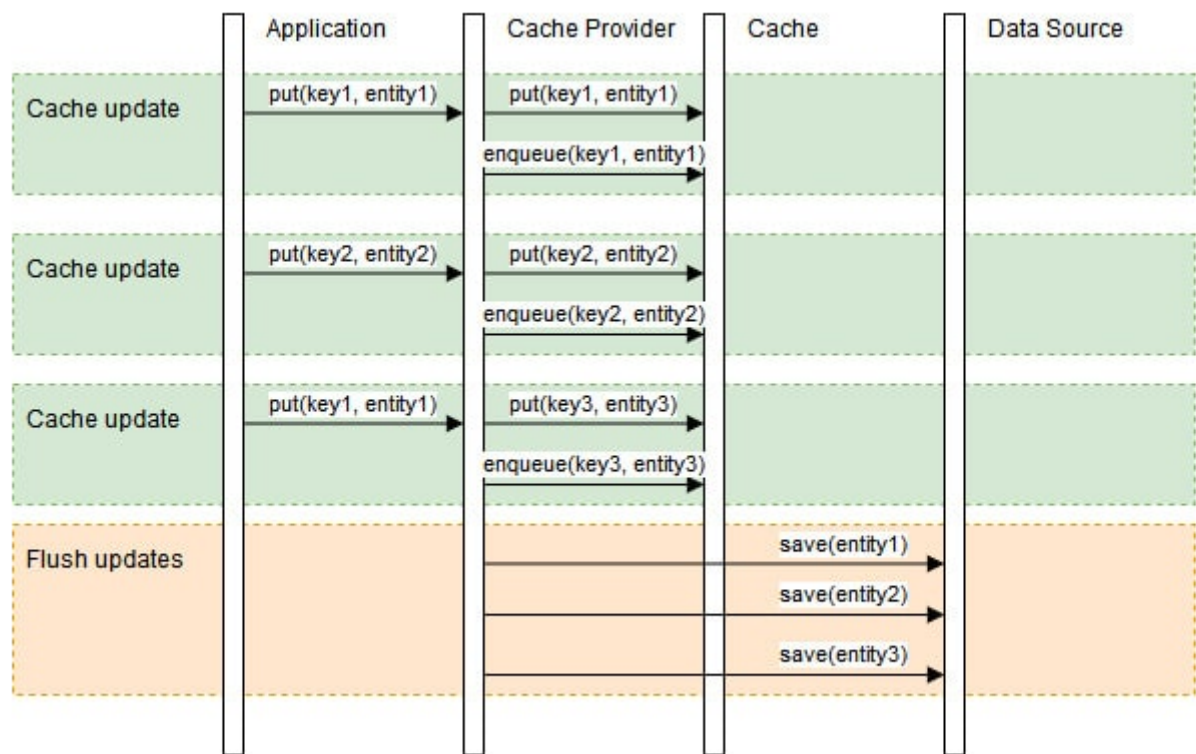 Application
Cache Provider
Cache
Data Source
Cache update
put(key1, entity1)
put(key1, entity1)
enqueue(key1, entity1)
Cache update
put(key2, entity2)
put(key2, entity2)
enqueue(key2, entity2)
Cache update
put(key1, entity1)
put(key3, entity3)
enqueue(key3, entity3)
Flush updates
save(entity1)
save(entity2)
save(entity3)